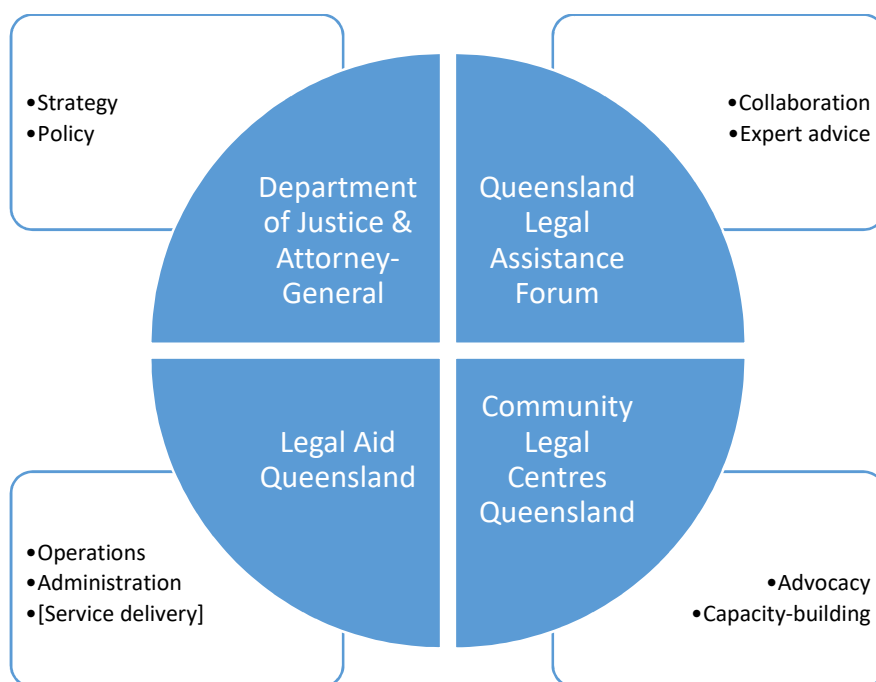 •Strategy
•Policy
•Collaboration
•Expert advice
Department
of Justice &
Attorney-
General
Queensland
Legal
Assistance
Forum
Legal Aid
Queensland
Community
Legal
Centres
Queensland
•Operations
•Administration
•[Service delivery]
•Advocacy
•Capacity-building